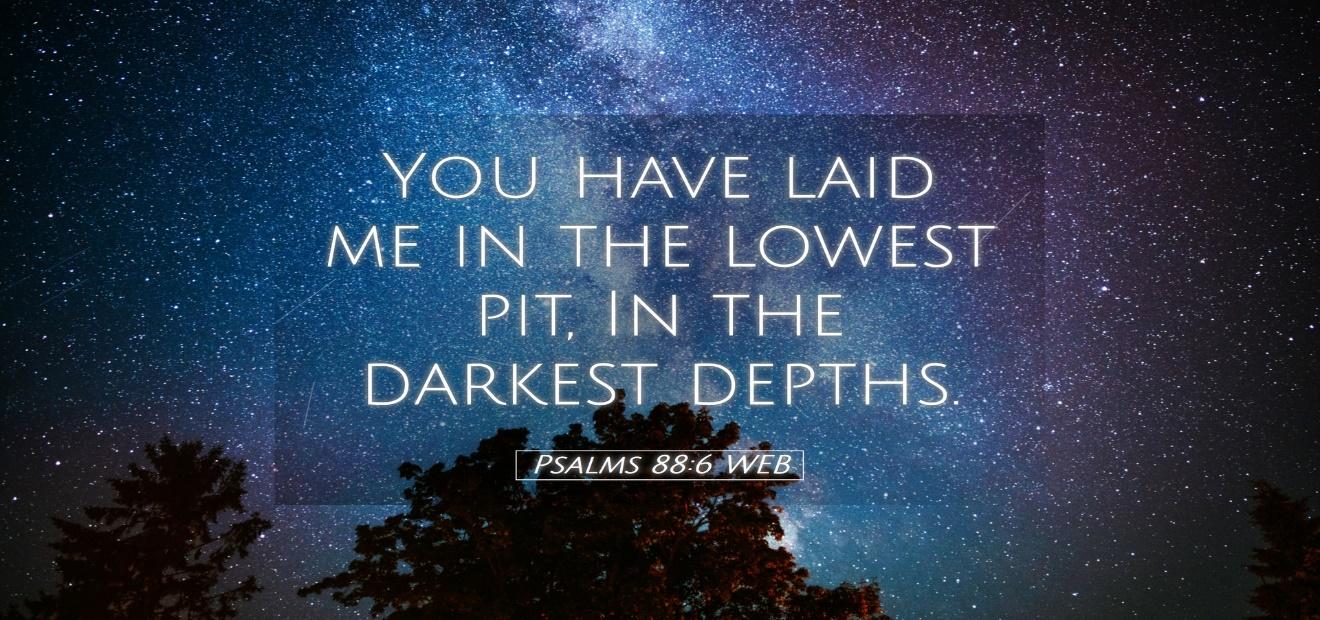 You have laid
me in the lowest
pit, In the
darkest depths.
Psalms 88:6 WEB